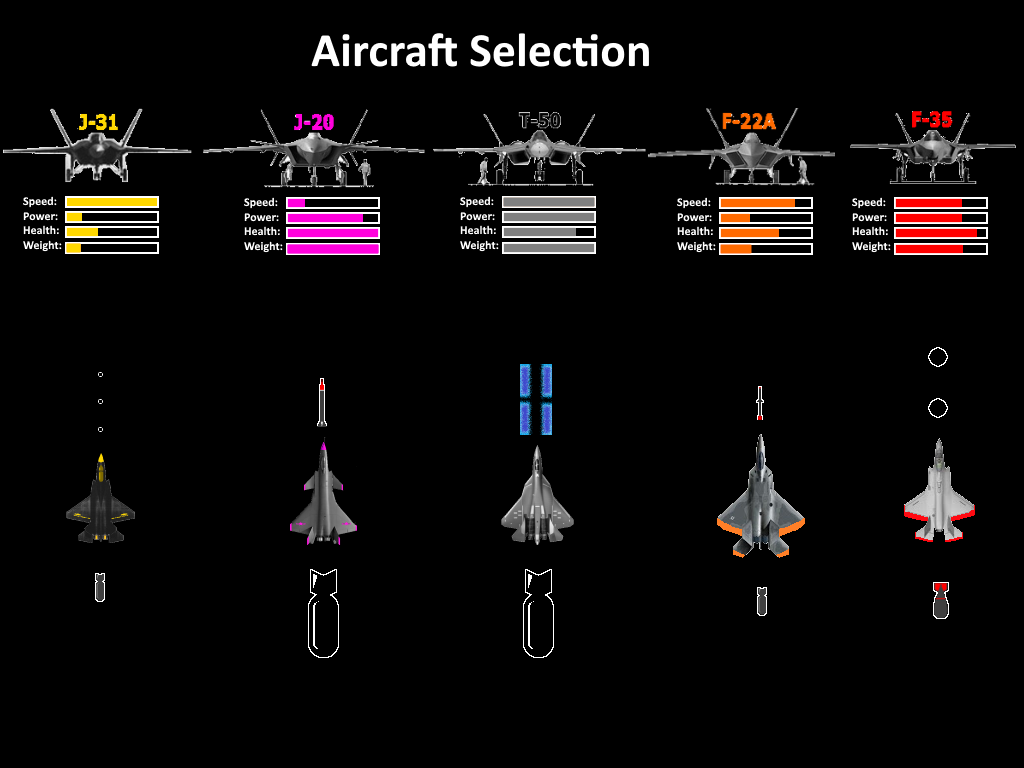 Aircraft Selection
J-31
J-20
T-50
F-22A
F-35
Speed:
Power:
Health:
Weight:
Speed:
Power:
Health:
Weight:
Speed:
Power:
Health:
Weight:
Speed:
Power:
Health:
Weight:
Speed:
Power:
Health:
Weight: